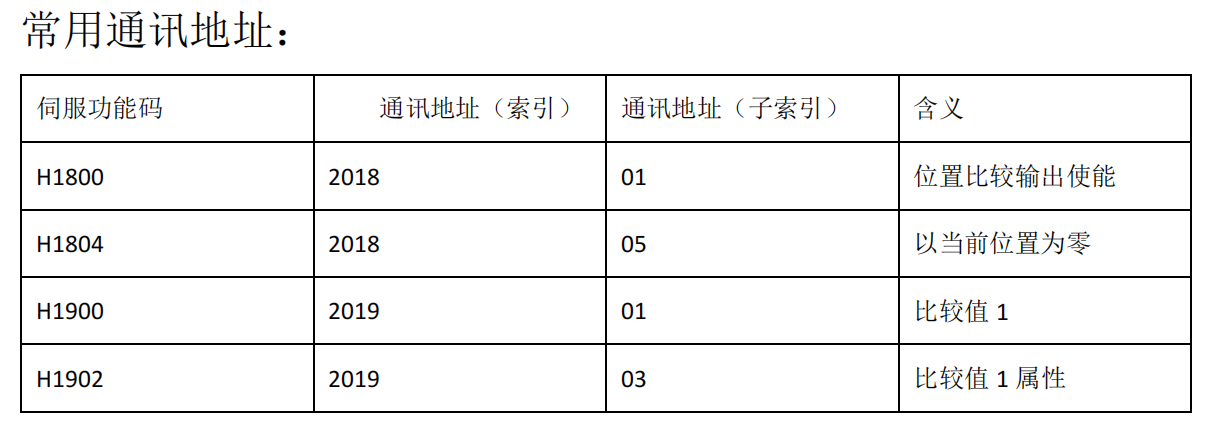 常用通讯地址：
伺服功能码 通讯地址（索引） 通讯地址（子索引） 含义
H1800 2018 01 位置比较输出使能
H1804 2018 05 以当前位置为零
H1900 2019 01 比较值 1
H1902 2019 03 比较值 1 属性